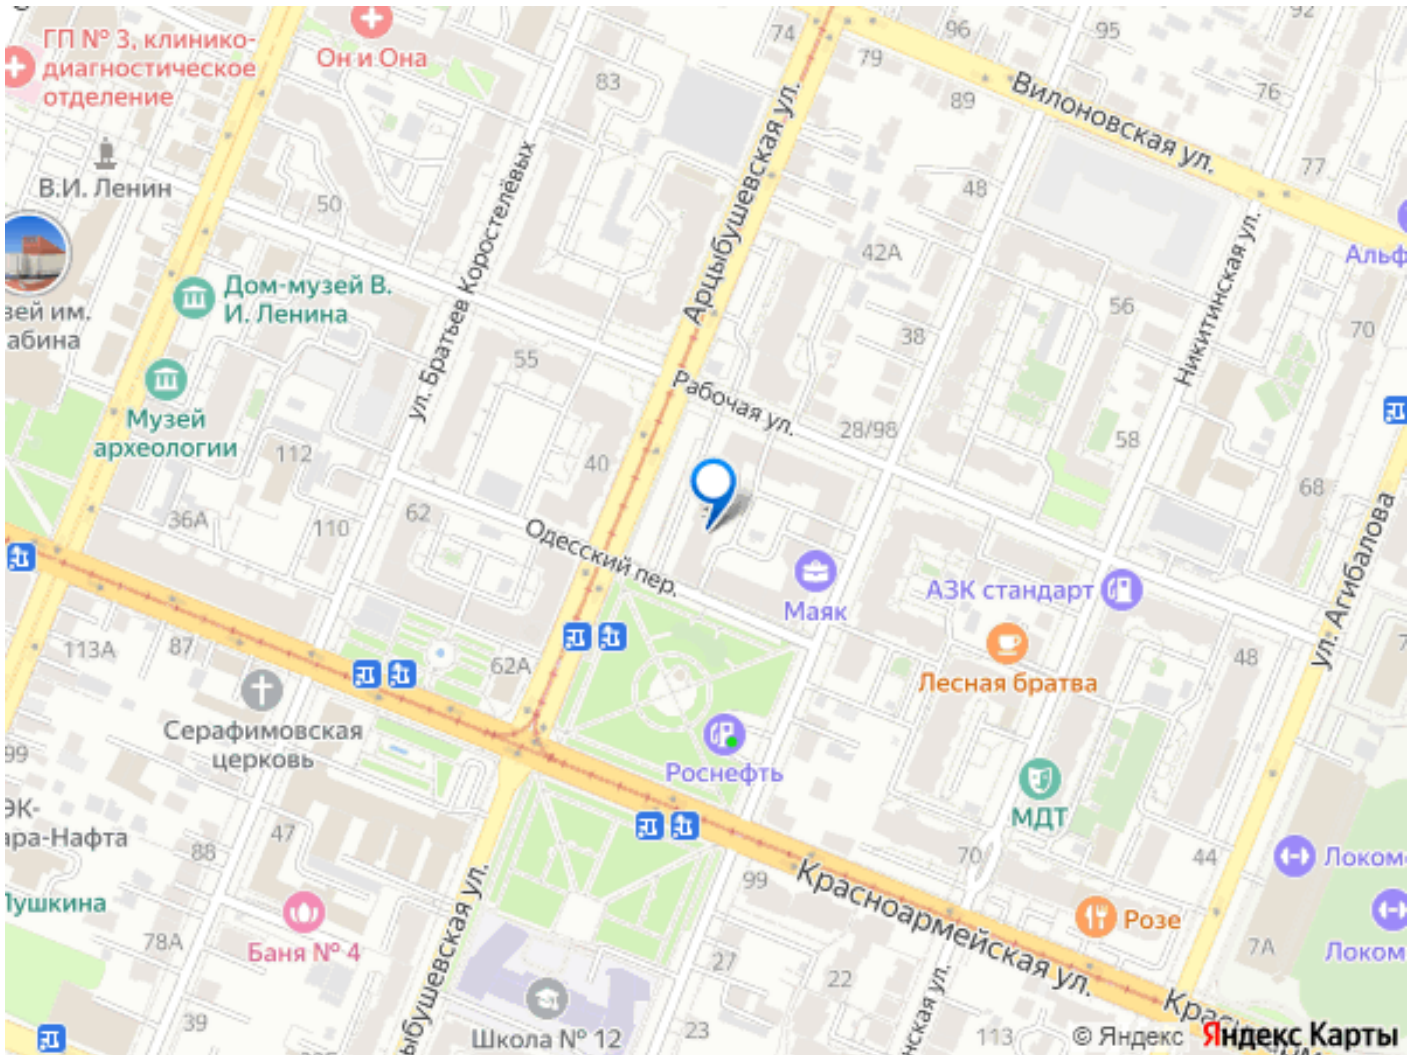 ГП № 3, клинико-
диагностическое
отделение
Он и Она
83
74
79
96
95
92
89
76
77
Вилоновская ул.
В.И. Ленин
50
Арцыбушевская ул.
ул. Братьев Коростелёвых
48
42А
Никитинская ул.
Альф
Дом-музей В.
И. Ленина
зей им.
абина
56
38
70
55
Рабочая ул.
Музей
археологии
112
40
28/98
58
68
36А
110
62
Одесский пер.
Маяк
АЗК стандарт
ул. Агибалова
113А
87
62А
Лесная братва
48
Серафимовская
церковь
99
Роснефть
МДТ
ЭК-
ара-Нафта
47
88
70
44
Локом
99
Красноармейская ул.
Пушкина
78А
Баня № 4
Розе
7А
Локом
ыбушевская ул.
27
22
нская ул.
39
Школа № 12
23
113
© Яндекс
Яндекс Карты